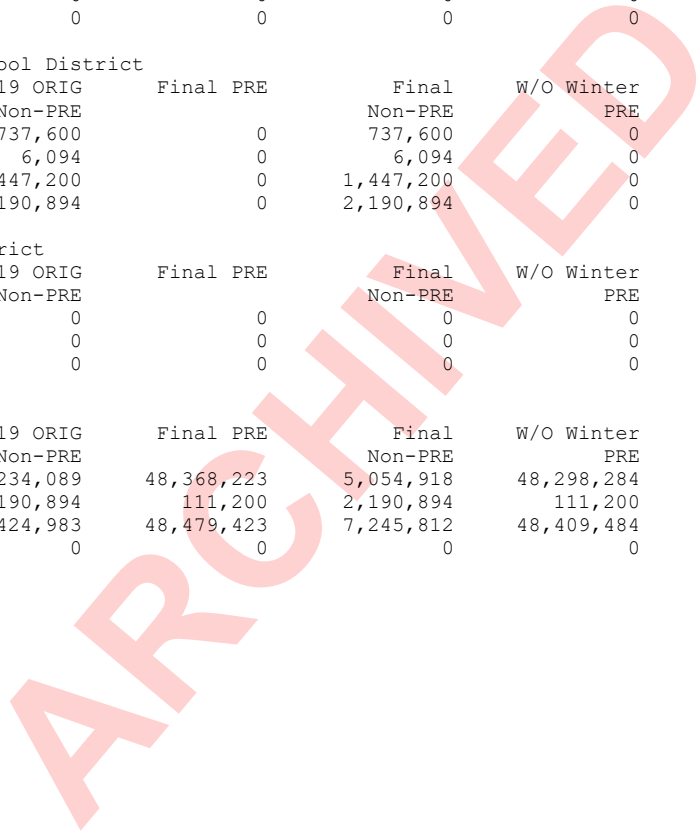 0 0 0 0
ool District
19 ORIG Final PRE Final W/O Winter
Non-PRE Non-PRE PRE
737,600 0 737,600 0
6,094 0 6,094 0
447,200 0 1,447,200 0
190,894 0 2,190,894 0
rict
19 ORIG Final PRE Final W/O Winter
Non-PRE Non-PRE PRE
0 0 0 0
0 0 0 0
0 0 0 0
19 ORIG Final PRE Final W/O Winter
Non-PRE Non-PRE PRE
234,089 48,368,223 5,054,918 48,298,284
190,894 111,200 2,190,894 111,200
424,983 48,479,423 7,245,812 48,409,484
0 0 0 0
ARCHIVED